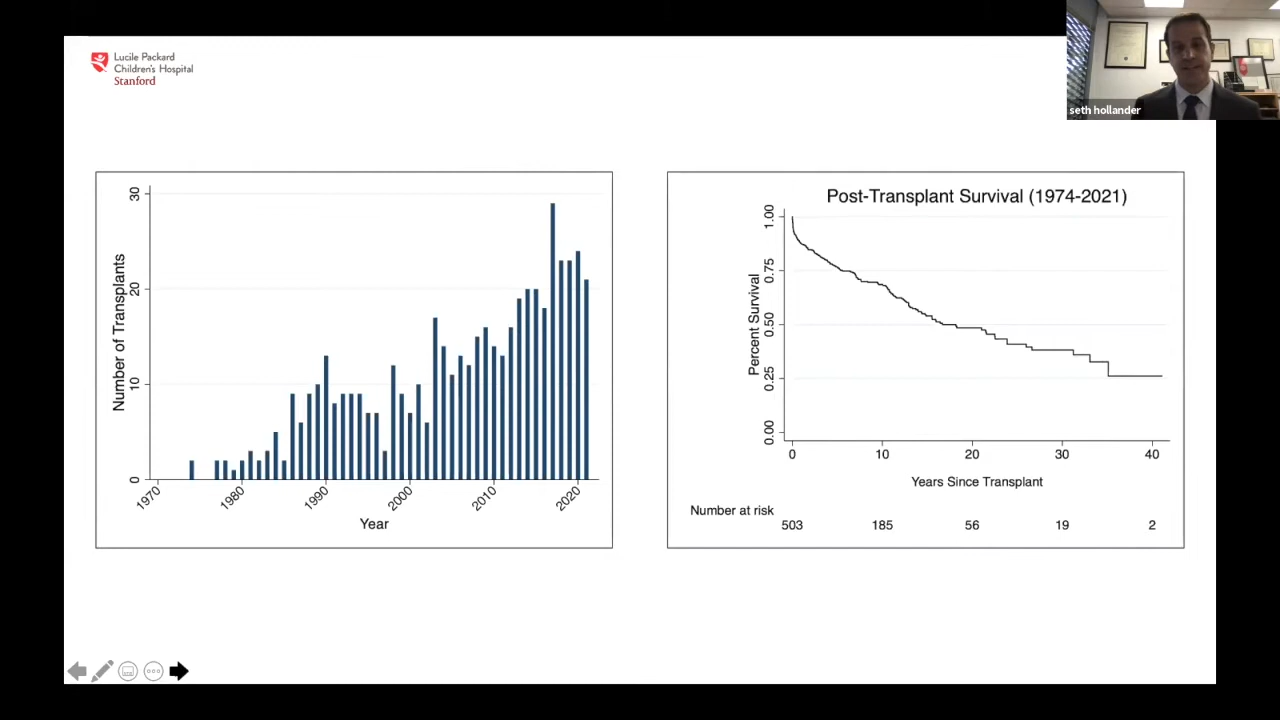 Lucile Packard
Children's Hospital
Stanford
seth hollander
Number of Transplants
30
20
10
0
1970
1980
1990
2000
2010
2020
Year
Post-Transplant Survival (1974-2021)
Percent Survival
1.00
0.75
0.50
0.25
0.00
0
10
20
30
40
Years Since Transplant
Number at risk
503
185
56
19
2